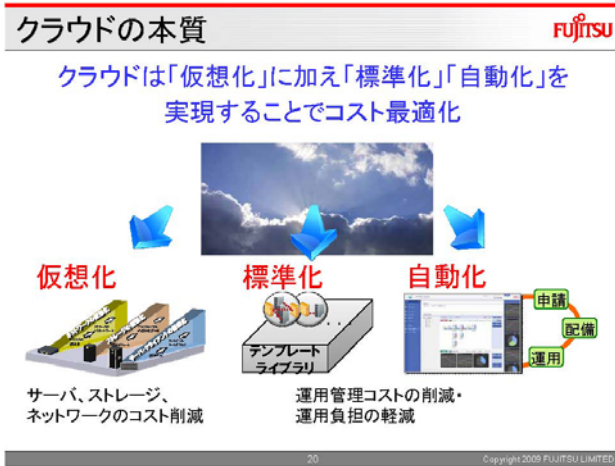 クラウドの本質
FUJITSU
クラウドは「仮想化」に加え「標準化」「自動化」を
実現することでコスト最適化
仮想化
標準化
自動化
テンプレート
ライブラリ
申請
配備
運用
サーバ、ストレージ、
ネットワークのコスト削減
運用管理コストの削減・
運用負担の軽減
20
Copyright 2009 FUJITSU LIMITED